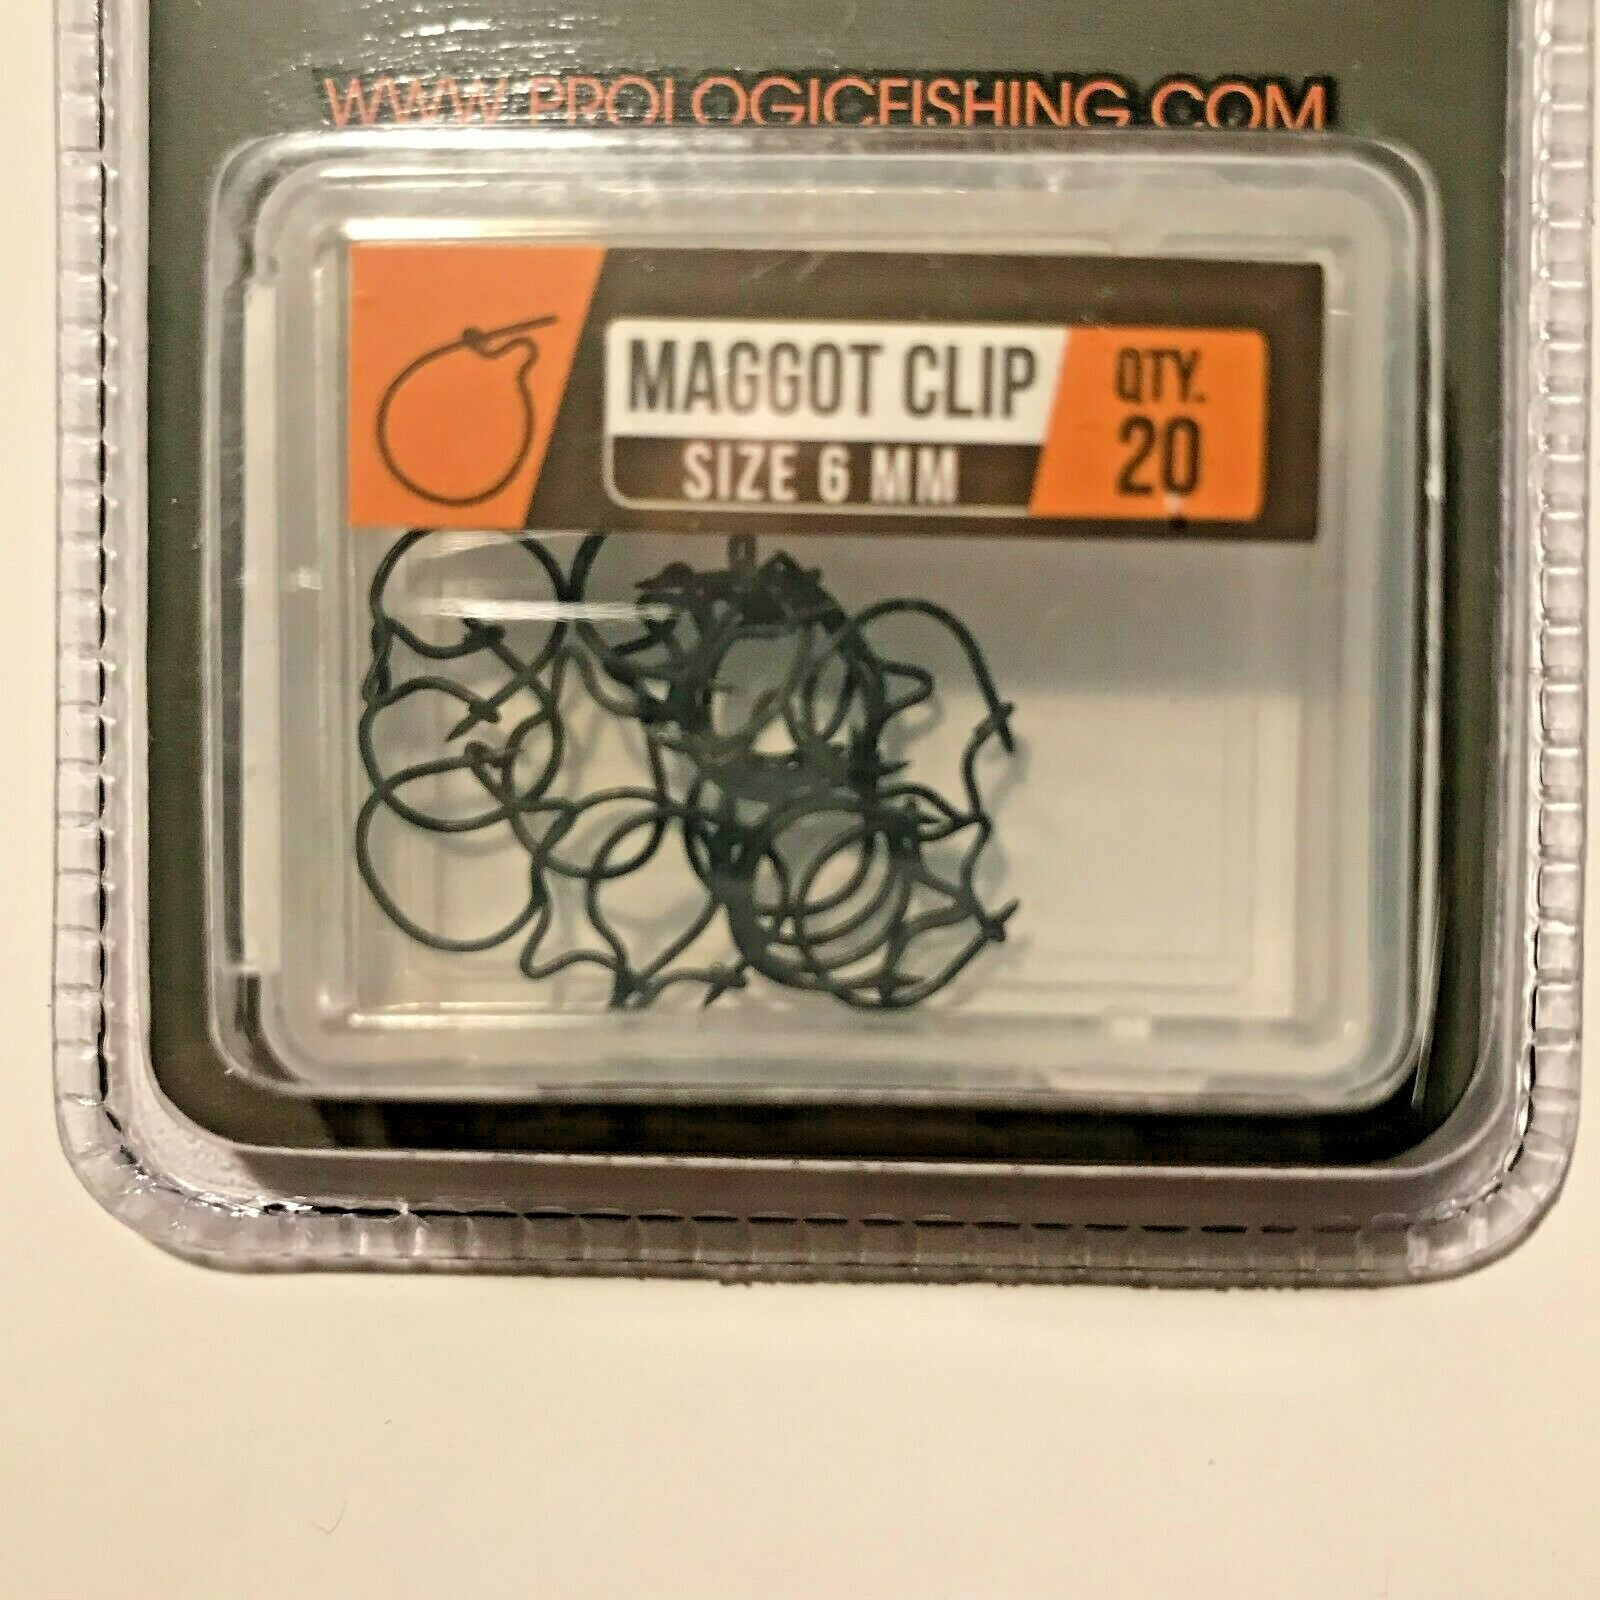 WWW.PROLOGICFISHING.COM
MAGGOT CLIP
SIZE 6 MM
QTY.
20